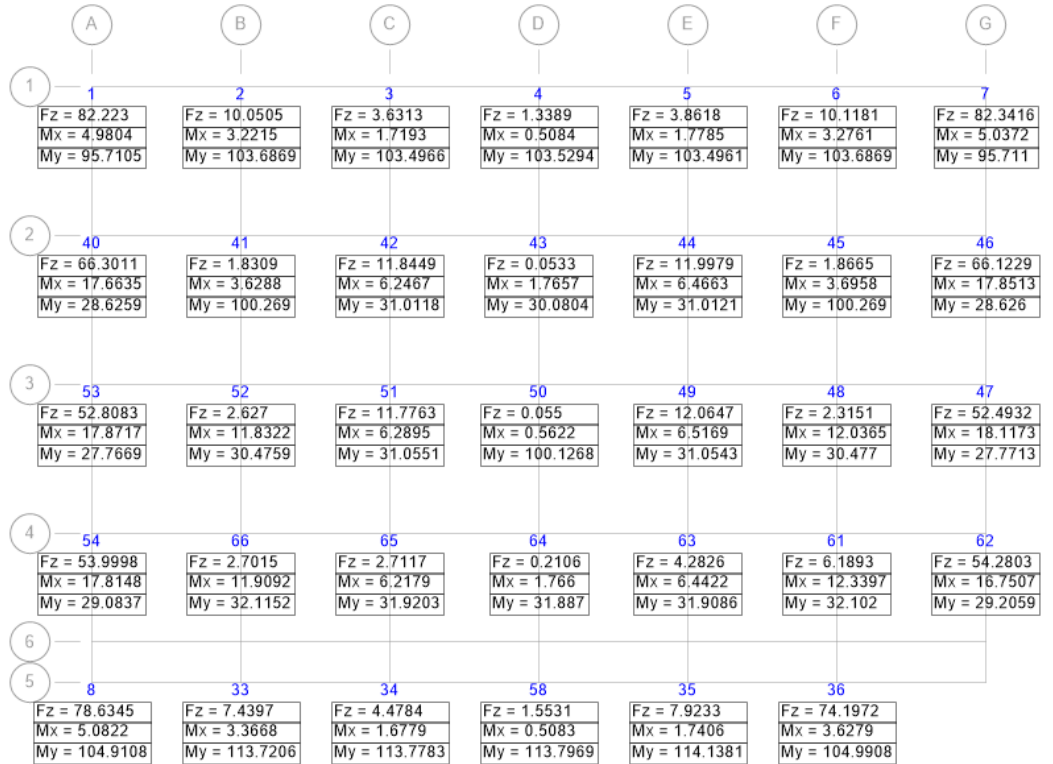 A B C D E F G
1
1 2 3 4 5 6 7
Fz = 82.223 Fz = 10.0505 Fz = 3.6313 Fz = 1.3389 Fz = 3.8618 Fz = 10.1181 Fz = 82.3416
Mx = 4.9804 Mx = 3.2215 Mx = 1.7193 Mx = 0.5084 Mx = 1.7785 Mx = 3.2761 Mx = 5.0372
My = 95.7105 My = 103.6869 My = 103.4966 My = 103.5294 My = 103.4961 My = 103.6869 My = 95.711
2
40 41 42 43 44 45 46
Fz = 66.3011 Fz = 1.8309 Fz = 11.8449 Fz = 0.0533 Fz = 11.9979 Fz = 1.8665 Fz = 66.1229
Mx = 17.6635 Mx = 3.6288 Mx = 6.2467 Mx = 1.7657 Mx = 6.4663 Mx = 3.6958 Mx = 17.8513
My = 28.6259 My = 100.269 My = 31.0118 My = 30.0804 My = 31.0121 My = 100.269 My = 28.626
3
53 52 51 50 49 48 47
Fz = 52.8083 Fz = 2.627 Fz = 11.7763 Fz = 0.055 Fz = 12.0647 Fz = 2.3151 Fz = 52.4932
Mx = 17.8717 Mx = 11.8322 Mx = 6.2895 Mx = 0.5622 Mx = 6.5169 Mx = 12.0365 Mx = 18.1173
My = 27.7669 My = 30.4759 My = 31.0551 My = 100.1268 My = 31.0543 My = 30.477 My = 27.7713
4
54 66 65 64 63 61 62
Fz = 53.9998 Fz = 2.7015 Fz = 2.7117 Fz = 0.2106 Fz = 4.2826 Fz = 6.1893 Fz = 54.2803
Mx = 17.8148 Mx = 11.9092 Mx = 6.2179 Mx = 1.766 Mx = 6.4422 Mx = 12.3397 Mx = 16.7507
My = 29.0837 My = 32.1152 My = 31.9203 My = 31.887 My = 31.9086 My = 32.102 My = 29.2059
6
5
8 33 34 58 35 36
Fz = 78.6345 Fz = 7.4397 Fz = 4.4784 Fz = 1.5531 Fz = 7.9233 Fz = 74.1972
Mx = 5.0822 Mx = 3.3668 Mx = 1.6779 Mx = 0.5083 Mx = 1.7406 Mx = 3.6279
My = 104.9108 My = 113.7206 My = 113.7783 My = 113.7969 My = 114.1381 My = 104.9908